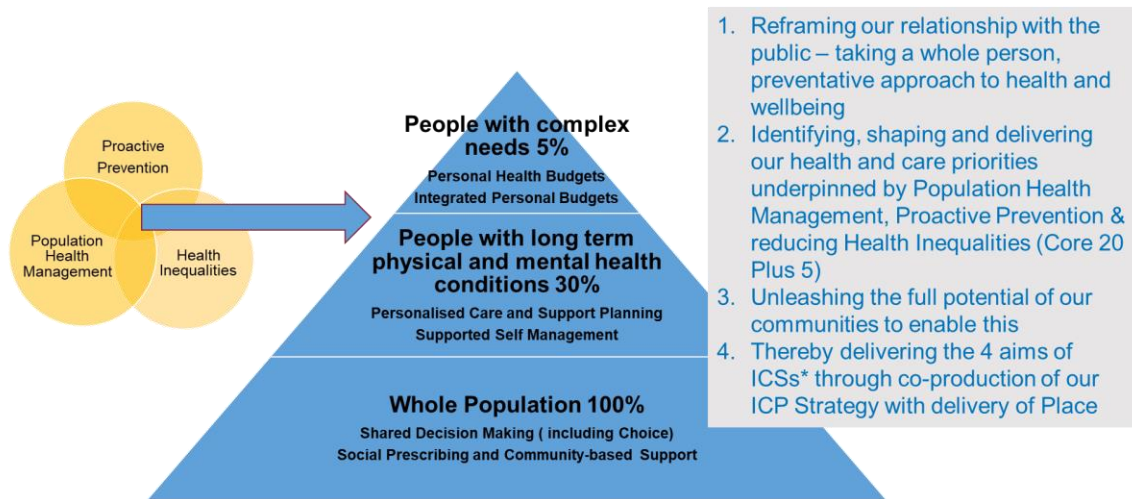 Proactive
Prevention
Population
Health
Management
Health
Inequalities
People with complex
needs 5%
Personal Health Budgets
Integrated Personal Budgets
People with long term
physical and mental health
conditions 30%
Personalised Care and Support Planning
Supported Self Management
Whole Population 100%
Shared Decision Making ( including Choice)
Social Prescribing and Community-based Support
1. Reframing our relationship with the
public – taking a whole person,
preventative approach to health and
wellbeing
2. Identifying, shaping and delivering
our health and care priorities
underpinned by Population Health
Management, Proactive Prevention &
reducing Health Inequalities (Core 20
Plus 5)
3. Unleashing the full potential of our
communities to enable this
4. Thereby delivering the 4 aims of
ICSs* through co-production of our
ICP Strategy with delivery of Place